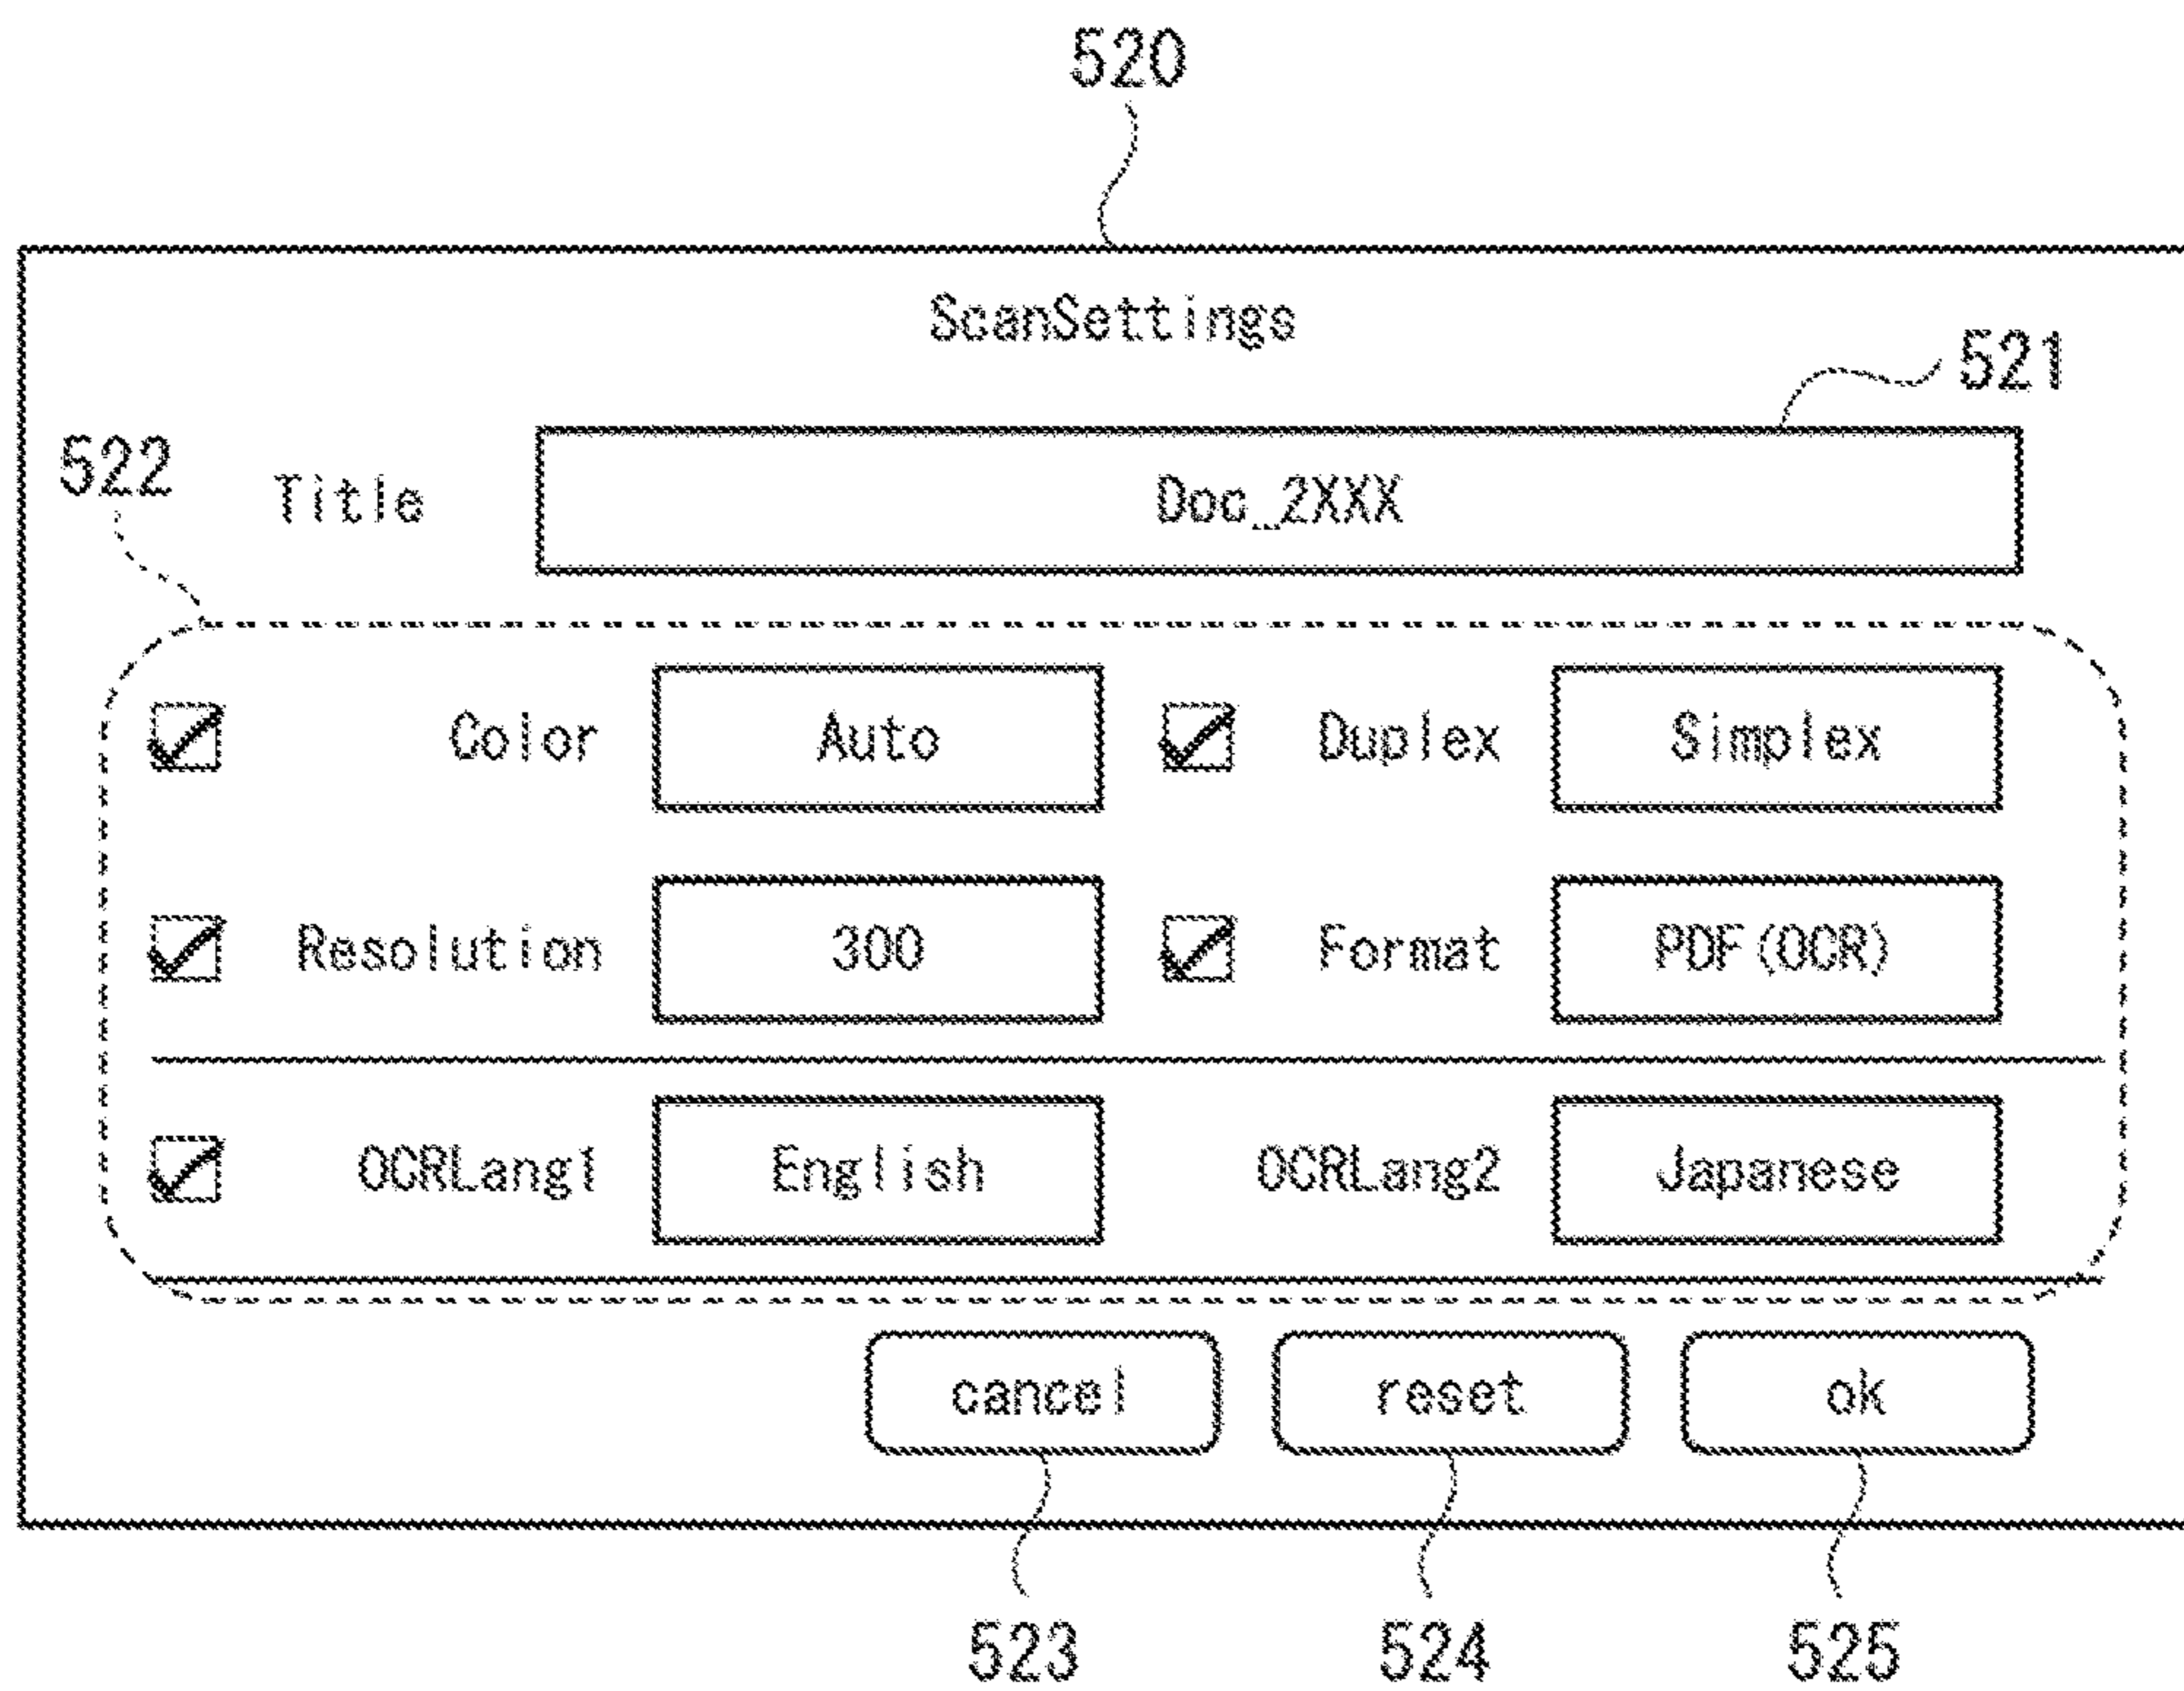 520
ScanSettings
521
522
Title Doc_2XXX
Color Auto Duplex Simplex
Resolution 300 Format PDF(OCR)
OCRLang1 English OCRLang2 Japanese
cancel reset ok
523 524 525